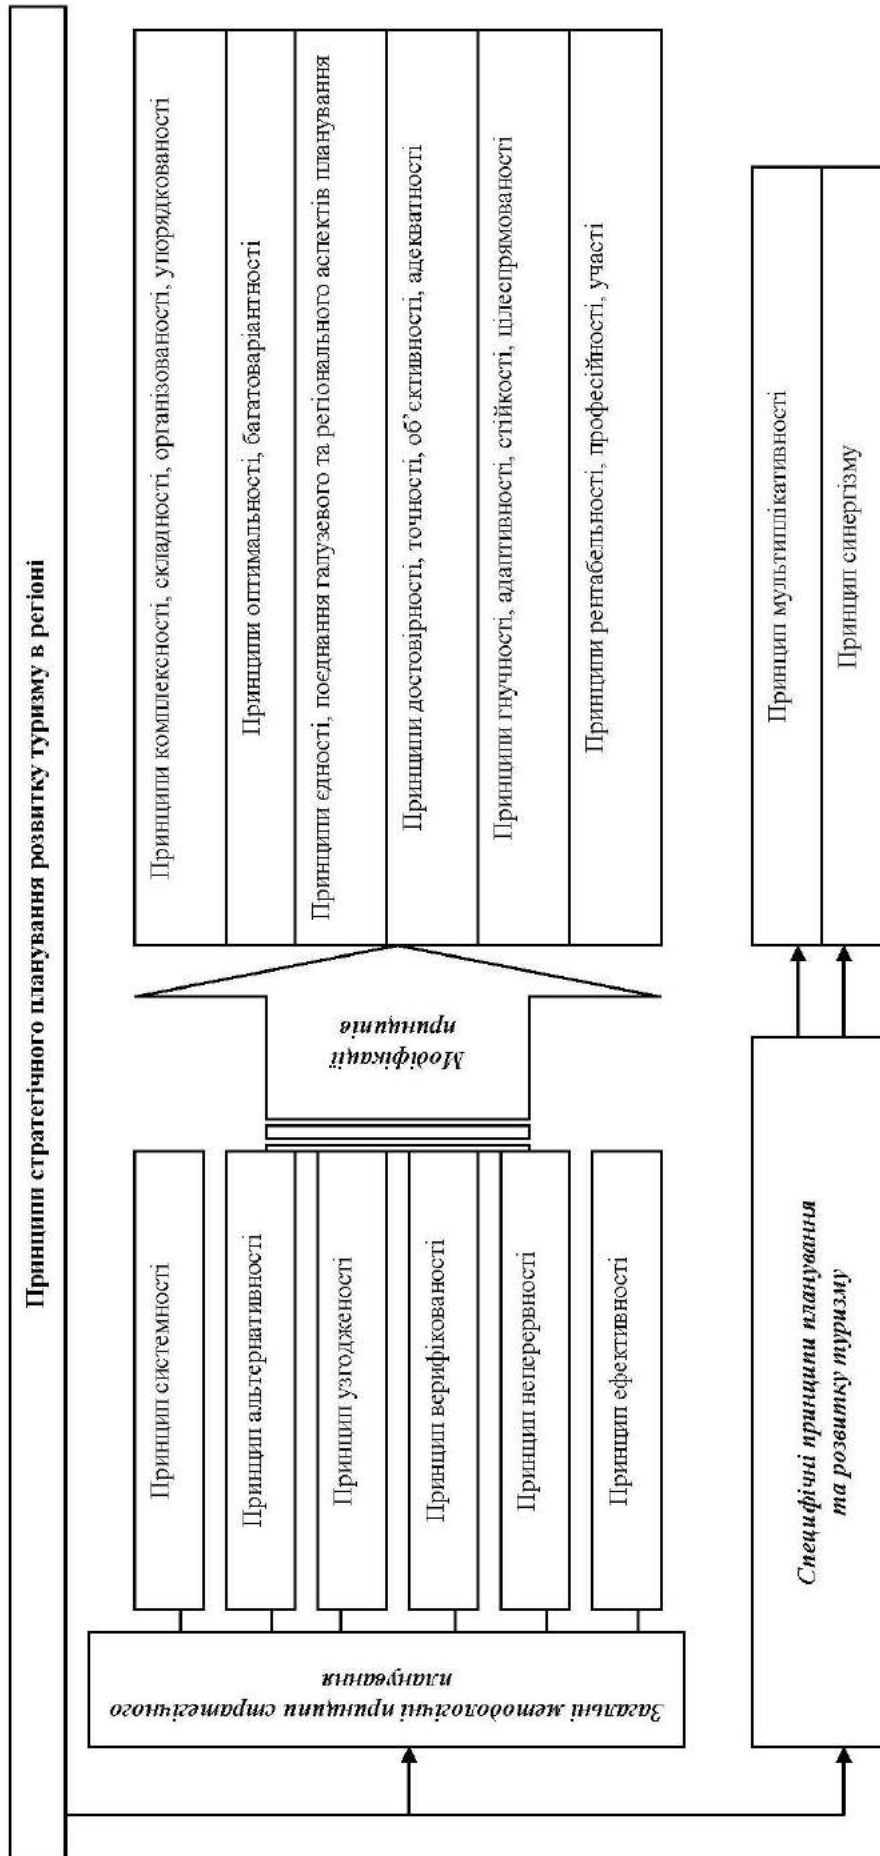 Принципи стратегічного планування розвитку туризму в регіоні
Загальні методологічні принципи стратегічного
планування
Принцип системності
Принцип альтернативності
Принцип узгодженості
Принцип верифікованості
Принцип неперервності
Принцип ефективності
Модифікації
принципів
Принципи комплексності, складності, організованості, упорядкованості
Принципи оптимальності, багатоваріантності
Принципи єдності, поєднання галузевого та регіонального аспектів планування
Принципи достовірності, точності, об’єктивності, адекватності
Принципи гнучності, адаптивності, стійкості, цілеспрямованості
Принципи рентабельності, професійності, участі
Специфічні принципи планування
та розвитку туризму
Принцип мультиплікативності
Принцип синергізму